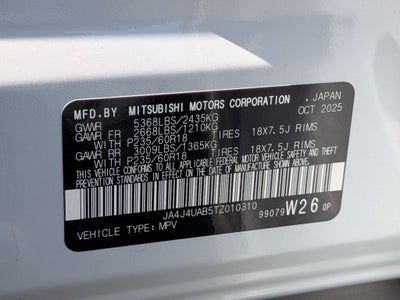 MFD.BY MITSUBISHI MOTORS CORPORATION , JAPAN
OCT 2025
GVWR 5368LBS/2435KG
GAWR FR 2668LBS/1210KG
WITH P235/60R18 TIRES 18X7.5J RIMS
GAWR RR 3009LBS/1365KG
WITH P235/60R18 TIRES 18X7.5J RIMS
THIS VEHICLE CONFORMS TO ALL APPLICABLE U.S. FEDERAL
MOTOR VEHICLE SAFETY, BUMPER, AND THEFT
PREVENTION STANDARDS IN EFFECT ON THE DATE
OF MANUFACTURE SHOWN ABOVE.
JA4J4UAB5TZ010310
VEHICLE TYPE: MPV
99079 W26 OP